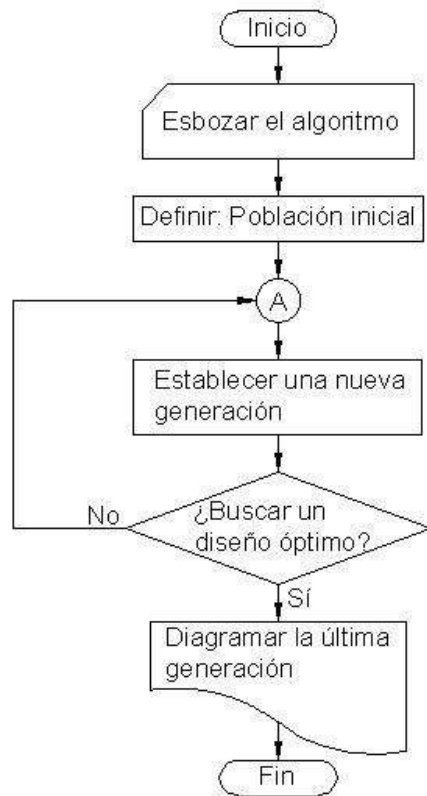 Inicio
Esbozar el algoritmo
Definir: Población inicial
A
Establecer una nueva
generación
¿Buscar un
diseño óptimo?
No
Sí
Diagramar la última
generación
Fin